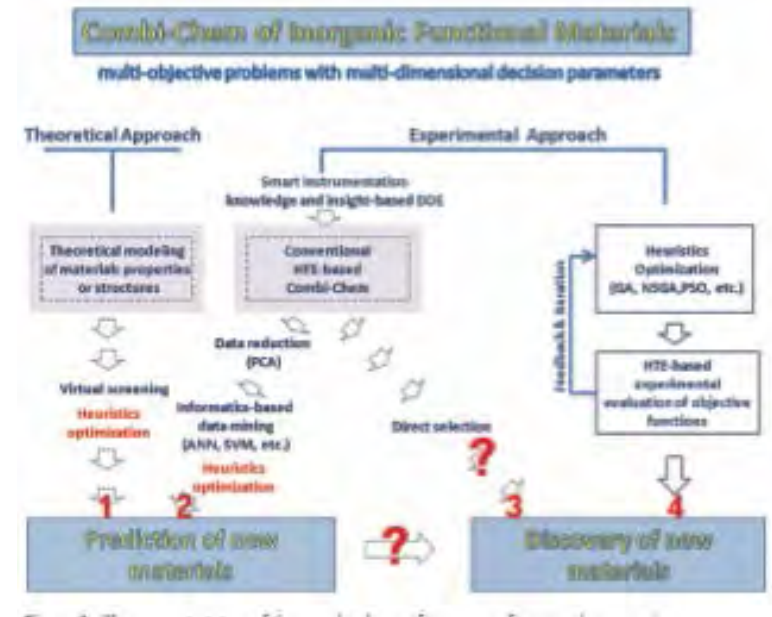 Combi-Chem of Inorganic Functional Materials
multi-objective problems with multi-dimensional decision parameters
Theoretical Approach
Experimental Approach
Smart instrumentation
knowledge and insight-based DOE
Theoretical modeling
of materials properties
or structures
Conventional
HTE-based
Combi-Chem
Heuristics
Optimization
(GA, NSGA, PSO, etc.)
Feedback & iteration
Data reduction
(PCA)
HTE-based
experimental
evaluation of objective
functions
Virtual screening
Heuristics
optimization
Informatics-based
data mining
(ANN, SVM, etc.)
Heuristics
optimization
Direct selection
?
1
2
3
4
Prediction of new
materials
?
Discovery of new
materials